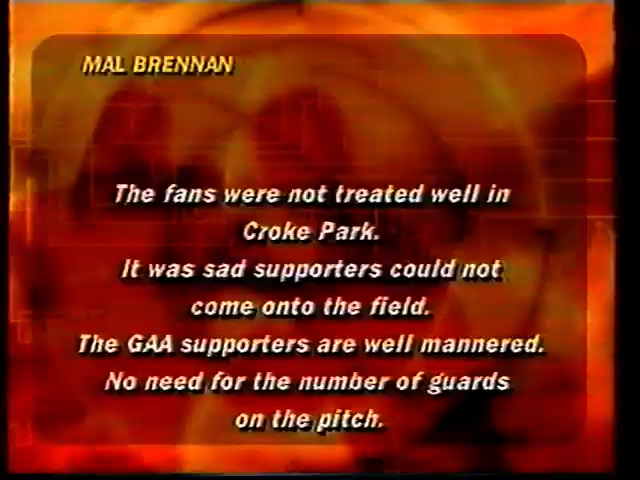 MAL BRENNAN
The fans were not treated well in
Croke Park.
It was sad supporters could not
come onto the field.
The GAA supporters are well mannered.
No need for the number of guards
on the pitch.